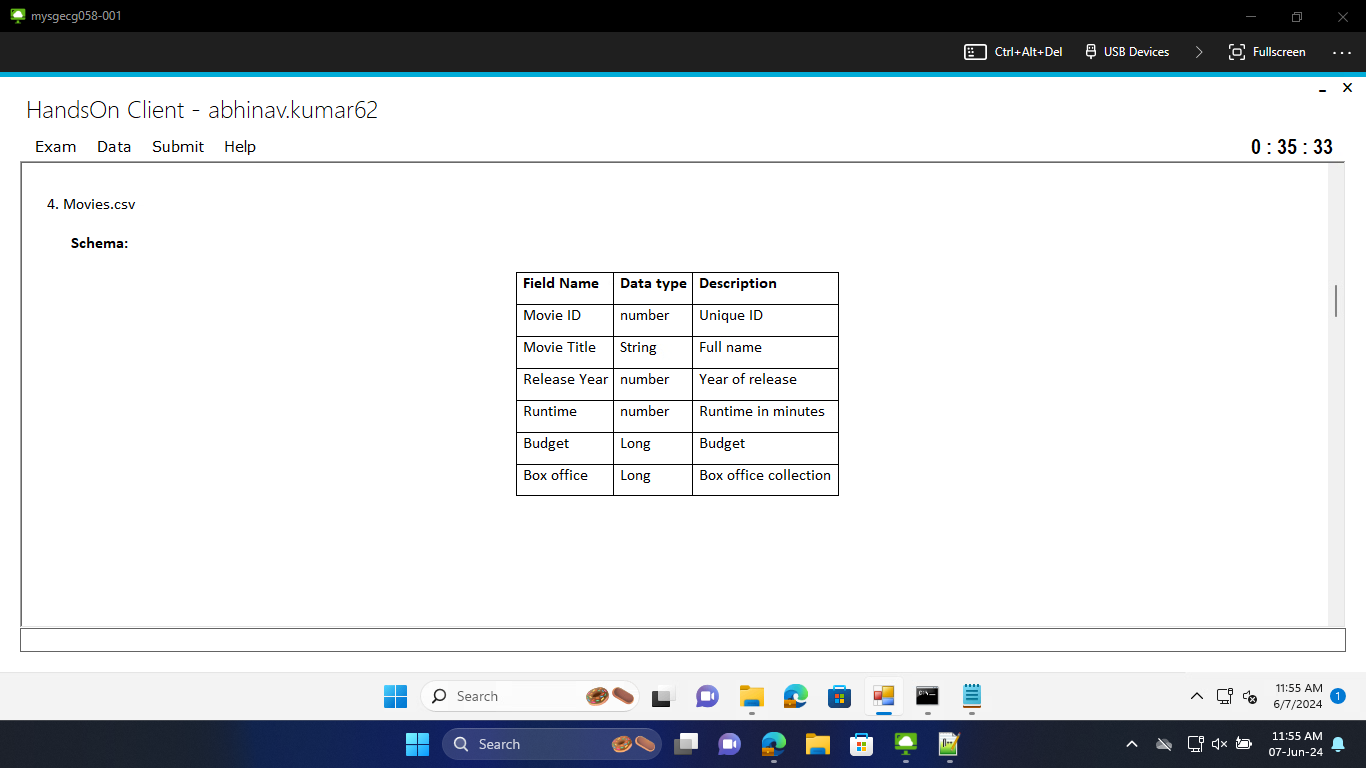 mysgecg058-001
Ctrl+Alt+Del USB Devices Fullscreen
HandsOn Client - abhinav.kumar62
Exam Data Submit Help 0 : 35 : 33
4. Movies.csv
Schema:
Field Name Data type Description
Movie ID number Unique ID
Movie Title String Full name
Release Year number Year of release
Runtime number Runtime in minutes
Budget Long Budget
Box office Long Box office collection
Search
11:55 AM
6/7/2024
1
Search
11:55 AM
07-Jun-24